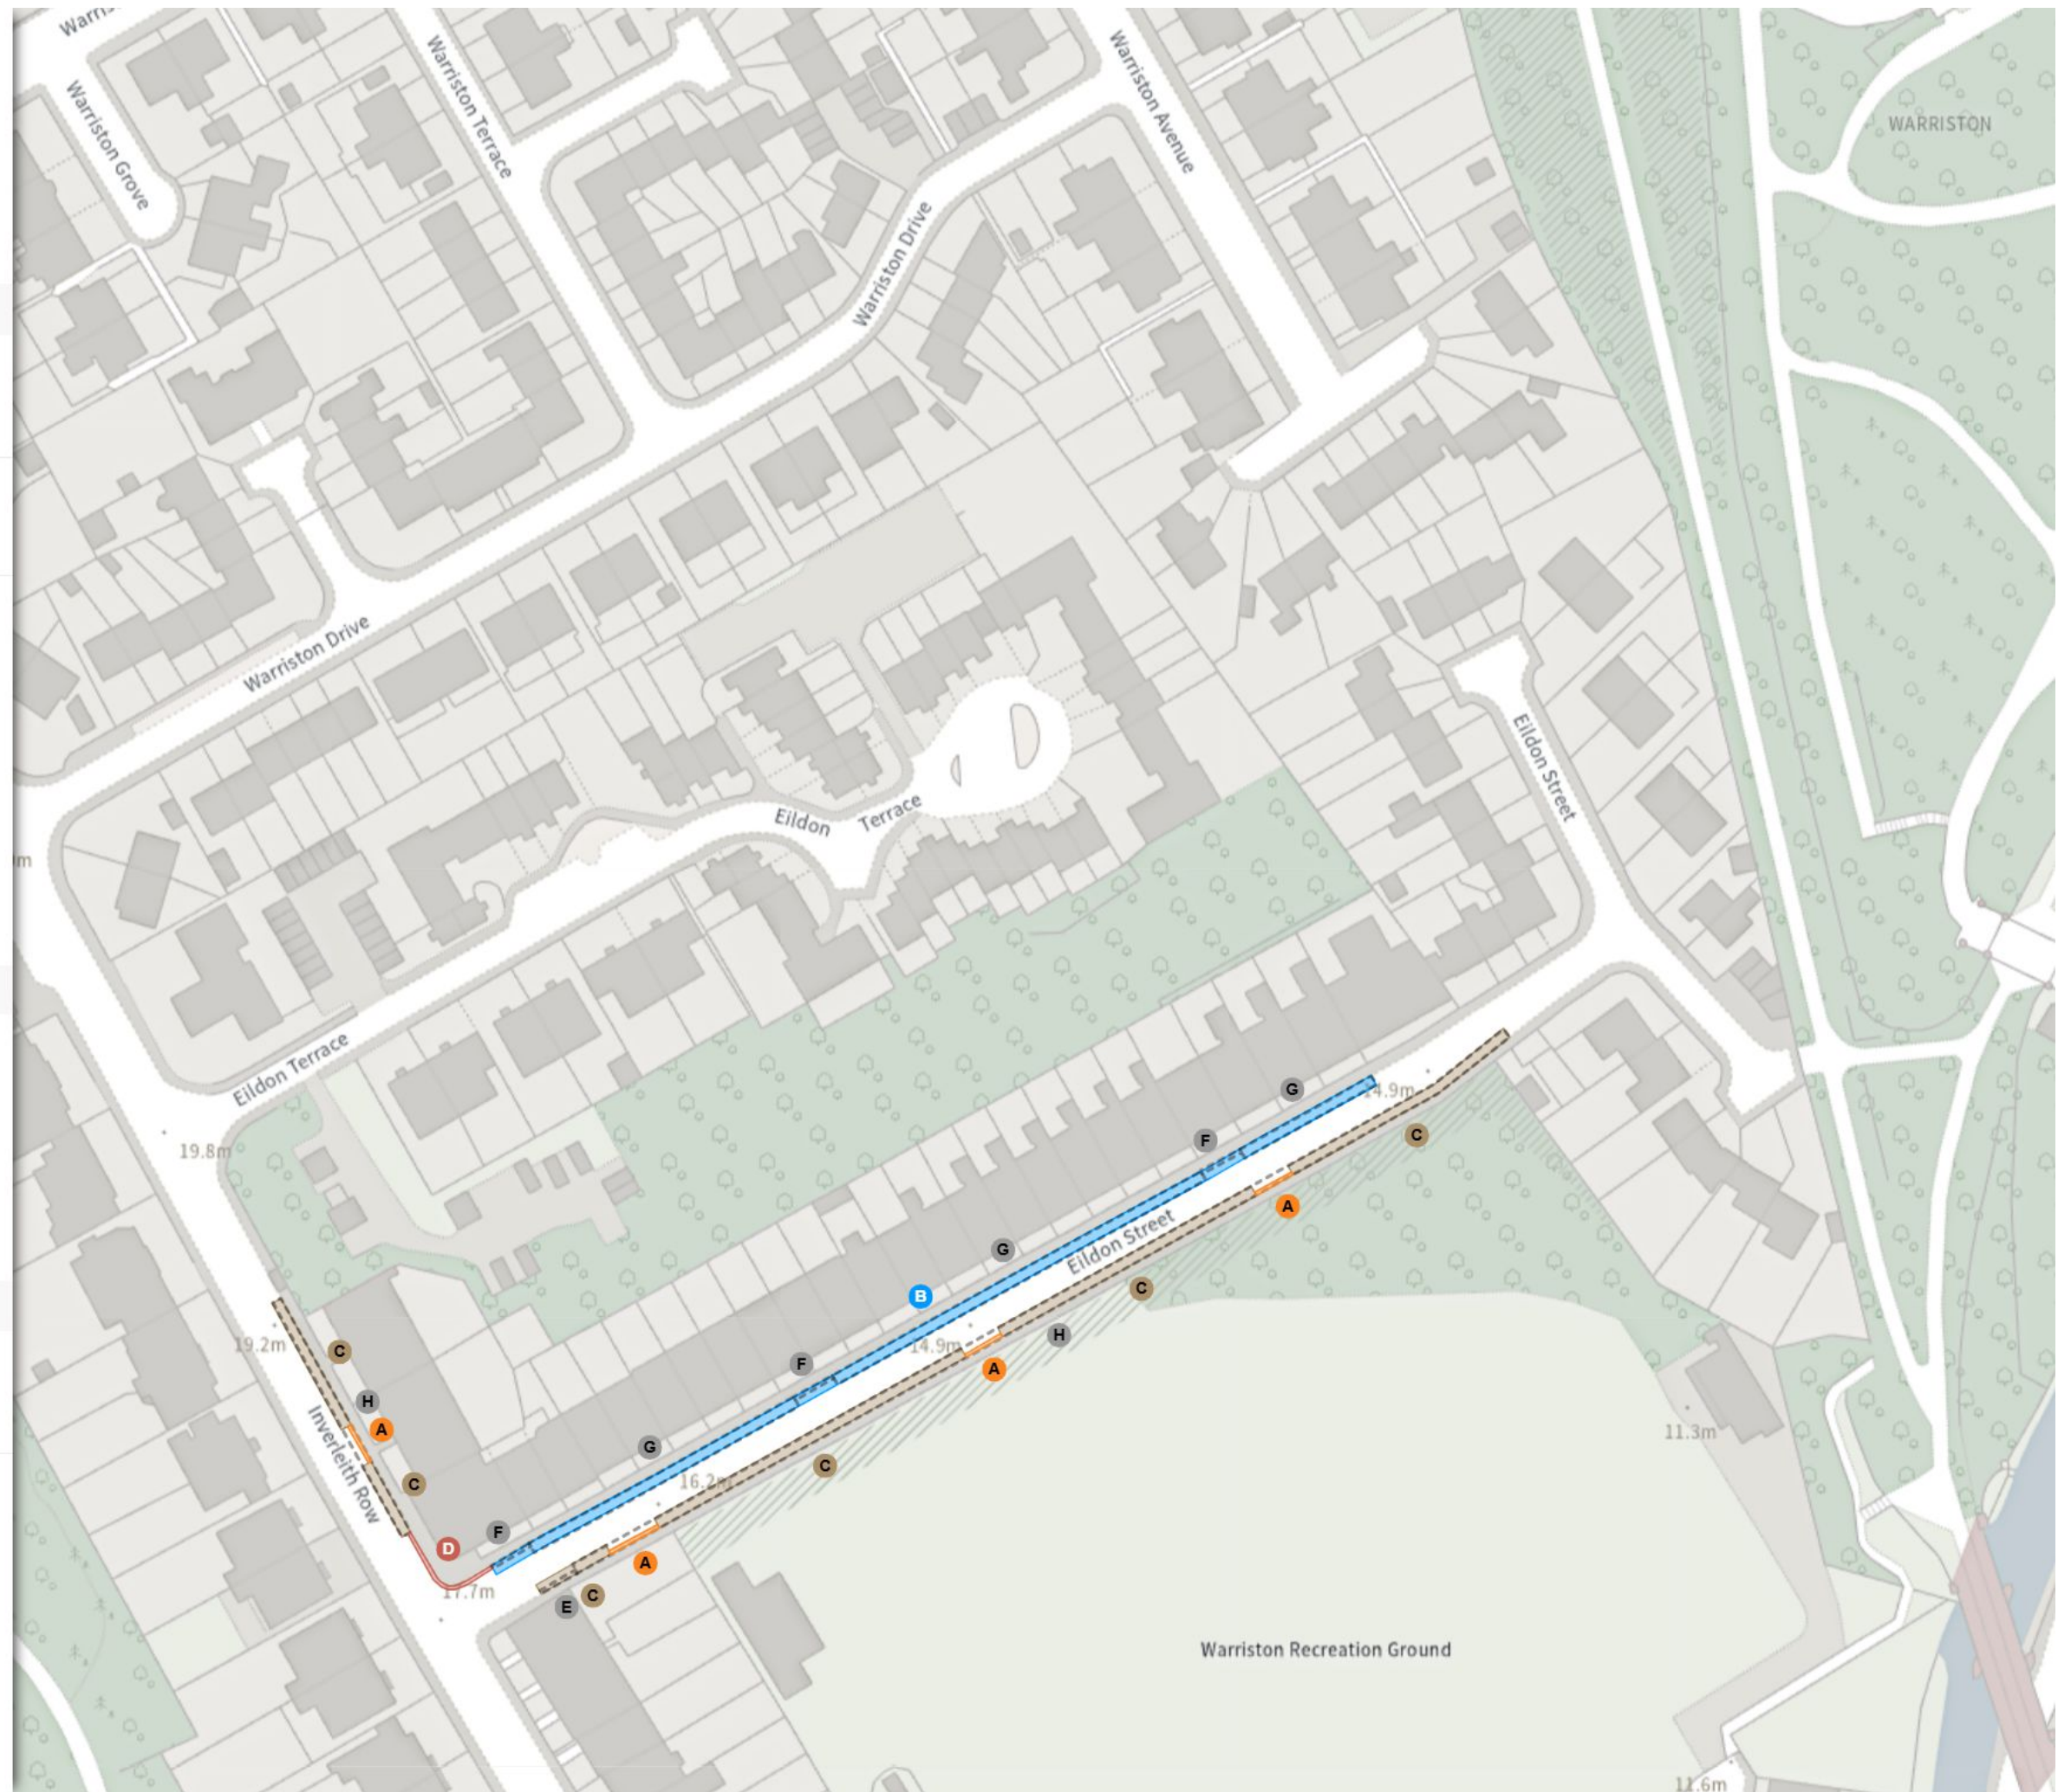 Warriston Grove
Warriston Terrace
Warriston Avenue
WARRISTON
Warriston Drive
Warriston Drive
Eildon Street
Eildon
Terrace
Eildon Terrace
G
14.9m
F
C
19.8m
A
Eildon Street
G
B
C
19.2m
C
14.9m
H
F
A
H
A
G
C
C
16.2m
11.3m
Inverleith Row
F
D
A
17.7m
E
C
Warriston Recreation Ground
11.6m